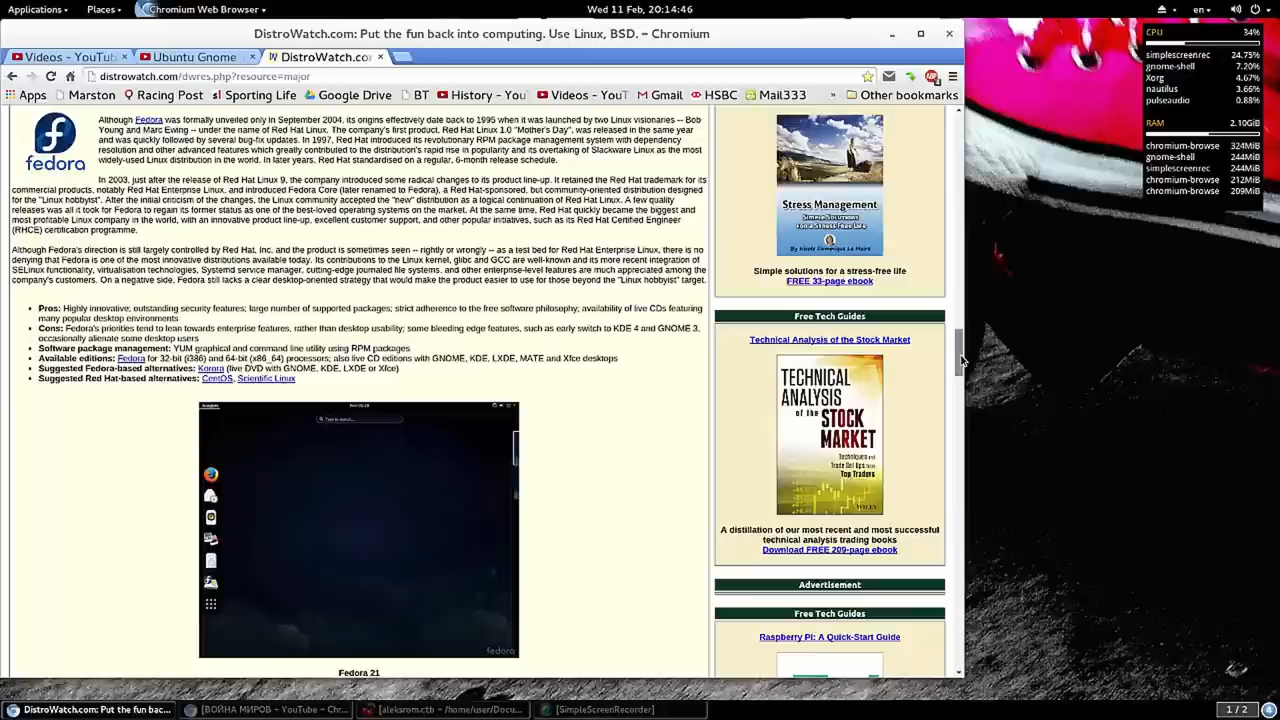 Applications
Places
Chromium Web Browser
Wed 11 Feb, 20:14:46
en
DistroWatch.com: Put the fun back into computing. Use Linux, BSD. – Chromium
Videos - YouTu
Ubuntu Gnome
DistroWatch.com
distrowatch.com/dwres.php?resource=major
Apps
Marston
Racing Post
Sporting Life
Google Drive
BT
History - You
Videos - You
Gmail
HSBC
Mail333
»
Other bookmarks
fedora
Although Fedora was formally unveiled only in September 2004, its origins effectively date back to 1995 when it was launched by two Linux visionaries -- Bob
Young and Marc Ewing -- under the name of Red Hat Linux. The company's first product, Red Hat Linux 1.0 "Mother's Day", was released in the same year
and was quickly followed by several bug-fix updates. In 1997, Red Hat introduced its revolutionary RPM package management system with dependency
resolution and other advanced features which greatly contributed to the distribution's rapid rise in popularity and its overtaking of Slackware Linux as the most
widely-used Linux distribution in the world. In later years, Red Hat standardised on a regular, 6-month release schedule.
In 2003, just after the release of Red Hat Linux 9, the company introduced some radical changes to its product line-up. It retained the Red Hat trademark for its
commercial products, notably Red Hat Enterprise Linux, and introduced Fedora Core (later renamed to Fedora), a Red Hat-sponsored, but community-oriented distribution designed
for the "Linux hobbyist". After the initial criticism of the changes, the Linux community accepted the "new" distribution as a logical continuation of Red Hat Linux. A few quality
releases was all it took for Fedora to regain its former status as one of the best-loved operating systems on the market. At the same time, Red Hat quickly became the biggest and
most profitable Linux company in the world, with an innovative product line-up, excellent customer support, and other popular initiatives, such as its Red Hat Certified Engineer
(RHCE) certification programme.
Although Fedora's direction is still largely controlled by Red Hat, Inc. and the product is sometimes seen -- rightly or wrongly -- as a test bed for Red Hat Enterprise Linux, there is no
denying that Fedora is one of the most innovative distributions available today. Its contributions to the Linux kernel, glibc and GCC are well-known and its more recent integration of
SELinux functionality, virtualisation technologies, Systemd service manager, cutting-edge journaled file systems, and other enterprise-level features are much appreciated among the
company's customers. On a negative side, Fedora still lacks a clear desktop-oriented strategy that would make the product easier to use for those beyond the "Linux hobbyist" target.
• Pros: Highly innovative; outstanding security features; large number of supported packages; strict adherence to the free software philosophy; availability of live CDs featuring
many popular desktop environments
• Cons: Fedora's priorities tend to lean towards enterprise features, rather than desktop usability; some bleeding edge features, such as early switch to KDE 4 and GNOME 3,
occasionally alienate some desktop users
• Software package management: YUM graphical and command line utility using RPM packages
• Available editions: Fedora for 32-bit (i386) and 64-bit (x86_64) processors; also live CD editions with GNOME, KDE, LXDE, MATE and Xfce desktops
• Suggested Fedora-based alternatives: Korora (live DVD with GNOME, KDE, LXDE or Xfce)
• Suggested Red Hat-based alternatives: CentOS, Scientific Linux
Type to search...
fedora
Fedora 21
Stress Management
Simple Solutions
For a Stress-Free Life
Simple solutions for a stress-free life
FREE 33-page ebook
Free Tech Guides
Technical Analysis of the Stock Market
TECHNICAL
ANALYSIS
of the STOCK
MARKET
Techniques and
Trade Set Ups from
Top Traders
WILEY
A distillation of our most recent and most successful
technical analysis trading books
Download FREE 209-page ebook
Advertisement
Free Tech Guides
Raspberry Pi: A Quick-Start Guide
CPU 34%
simplescreenrec 24.75%
gnome-shell 7.20%
Xorg 4.67%
nautilus 3.66%
pulseaudio 0.88%
RAM 2.10GiB
chromium-browse 324MiB
gnome-shell 244MiB
simplescreenrec 244MiB
chromium-browse 212MiB
chromium-browse 209MiB
DistroWatch.com: Put the fun bac...
[ВОЙНА МИРОВ – YouTube – Chr...
[aleksrom.ctb – /home/user/Docu...
[SimpleScreenRecorder]
1 / 2
4